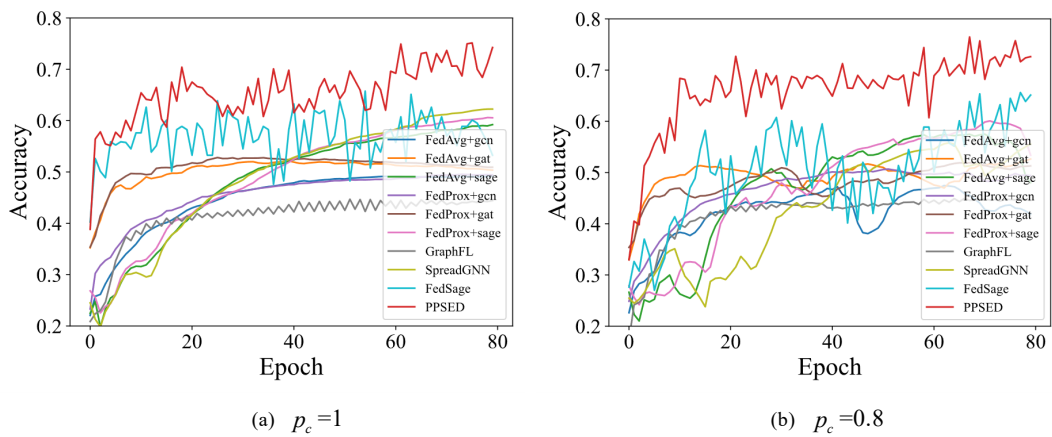 0.8
0.7
0.6
0.5
0.4
0.3
0.2
Accuracy
0 20 40 60 80
Epoch
FedAvg+gcn
FedAvg+gat
FedAvg+sage
FedProx+gcn
FedProx+gat
FedProx+sage
GraphFL
SpreadGNN
FedSage
PPSED
(a) p_c =1
0.8
0.7
0.6
0.5
0.4
0.3
0.2
Accuracy
0 20 40 60 80
Epoch
FedAvg+gcn
FedAvg+gat
FedAvg+sage
FedProx+gcn
FedProx+gat
FedProx+sage
GraphFL
SpreadGNN
FedSage
PPSED
(b) p_c =0.8